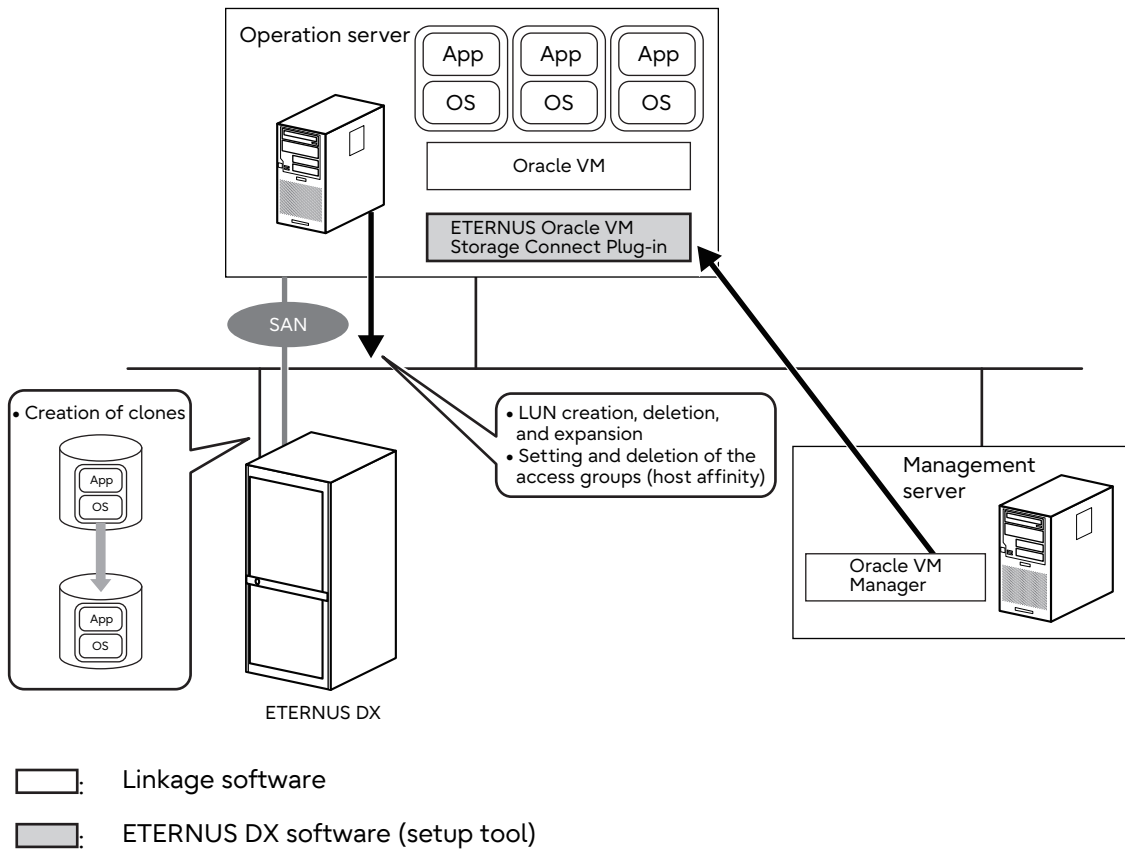 Operation server
App
App
App
OS
OS
OS
Oracle VM
ETERNUS Oracle VM
Storage Connect Plug-in
SAN
• Creation of clones
App
OS
App
OS
• LUN creation, deletion,
and expansion
• Setting and deletion of the
access groups (host affinity)
Management
server
Oracle VM
Manager
ETERNUS DX
: Linkage software
: ETERNUS DX software (setup tool)